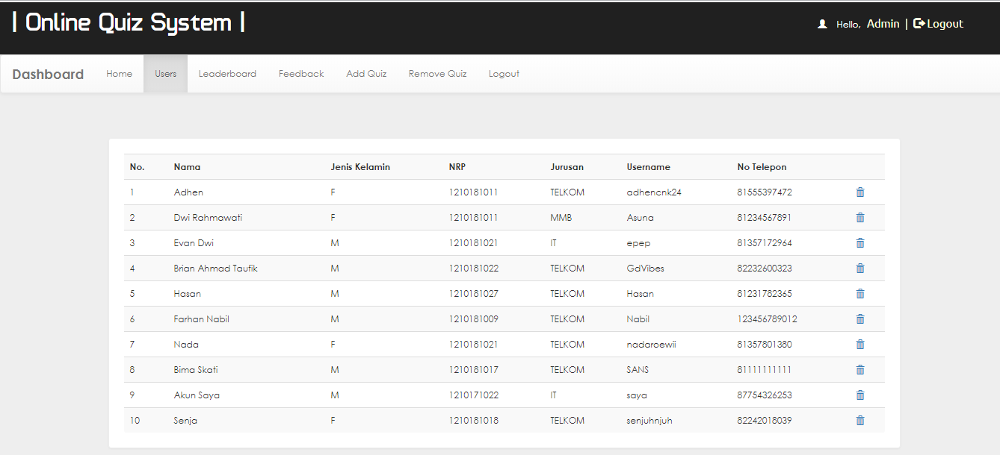 | Online Quiz System |
Hello, Admin | Logout
Dashboard Home Users Leaderboard Feedback Add Quiz Remove Quiz Logout
No. Nama Jenis Kelamin NRP Jurusan Username No Telepon
1 Adhen F 1210181011 TELKOM adhencnk24 81555397472
2 Dwi Rahmawati F 1210181011 MMB Asuna 81234567891
3 Evan Dwi M 1210181021 IT epep 81357172964
4 Brian Ahmad Taufik M 1210181022 TELKOM GdVibes 82232600323
5 Hasan M 1210181027 TELKOM Hasan 81231782365
6 Farhan Nabil M 1210181009 TELKOM Nabil 123456789012
7 Nada F 1210181021 TELKOM nadaroewii 81357801380
8 Bima Skati M 1210181017 TELKOM SANS 81111111111
9 Akun Saya M 1210171022 IT saya 87754326253
10 Senja F 1210181018 TELKOM senjuhnjuh 82242018039